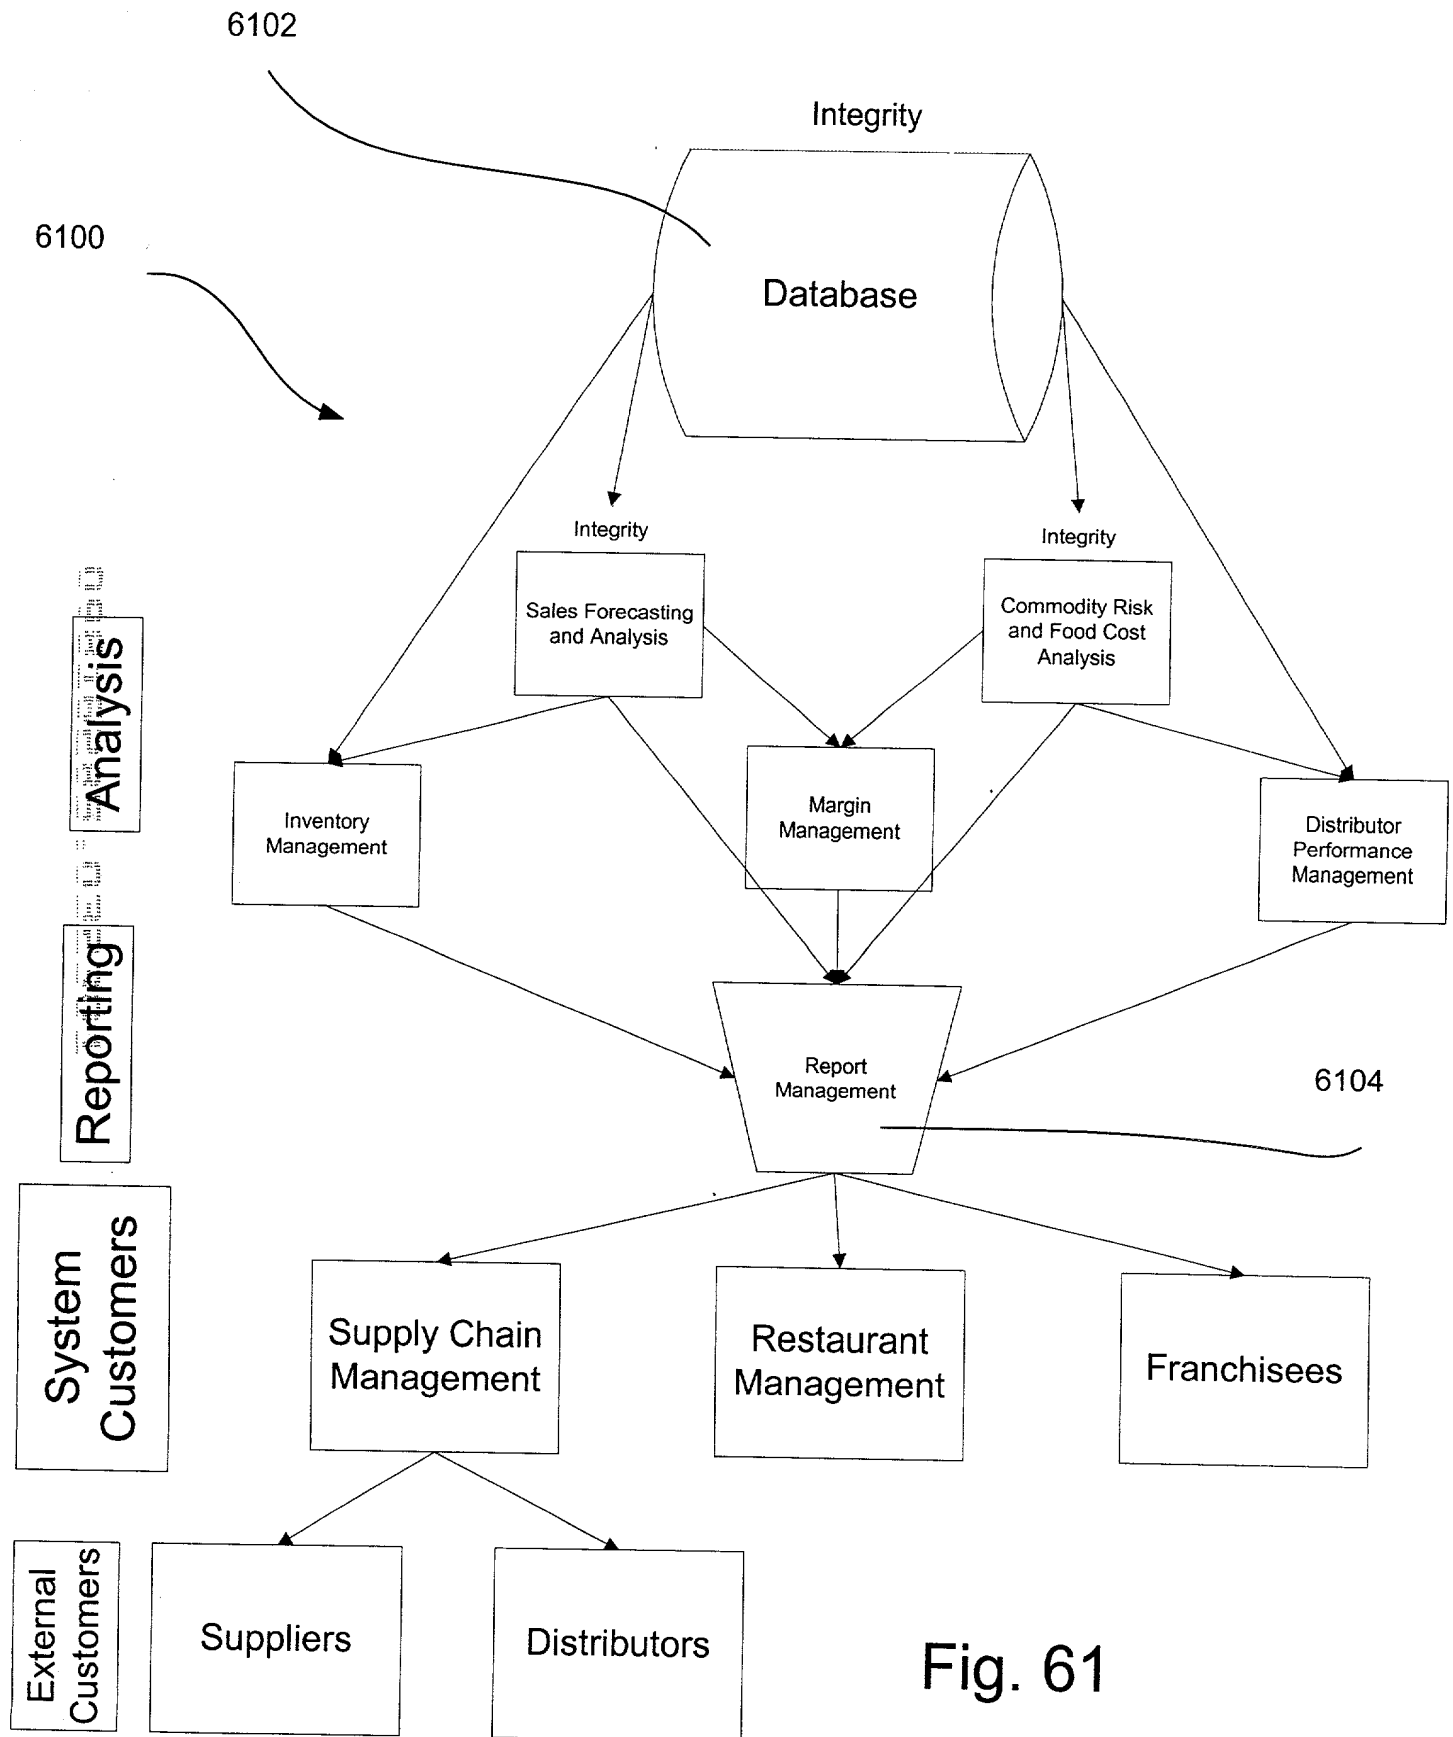 6102
Integrity
6100
Database
Integrity
Integrity
Sales Forecasting
and Analysis
Commodity Risk
and Food Cost
Analysis
Analysis
Inventory
Management
Margin
Management
Distributor
Performance
Management
Reporting
Report
Management
6104
System
Customers
Supply Chain
Management
Restaurant
Management
Franchisees
External
Customers
Suppliers
Distributors
Fig. 61